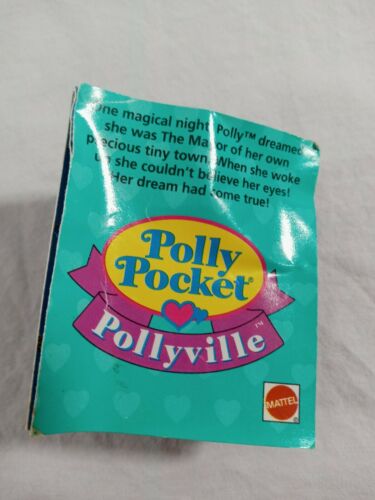 One magical night, Polly™ dreamed
she was The Mayor of her own
precious tiny town. When she woke
up she couldn't believe her eyes!
Her dream had come true!
Polly
Pocket®
Pollyville™
MATTEL®